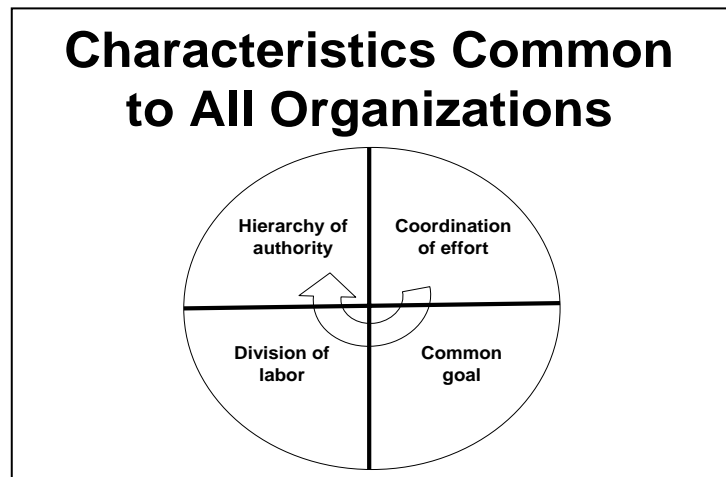 Characteristics Common
to All Organizations
Hierarchy of
authority
Coordination
of effort
Division of
labor
Common
goal